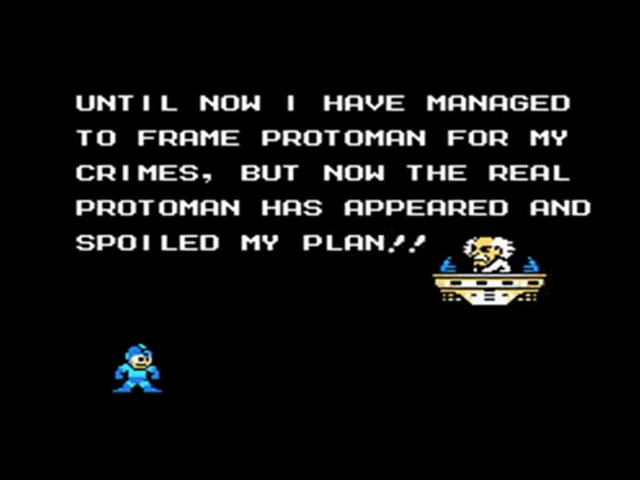 UNTIL NOW I HAVE MANAGED
TO FRAME PROTOMAN FOR MY
CRIMES, BUT NOW THE REAL
PROTOMAN HAS APPEARED AND
SPOILED MY PLAN!!